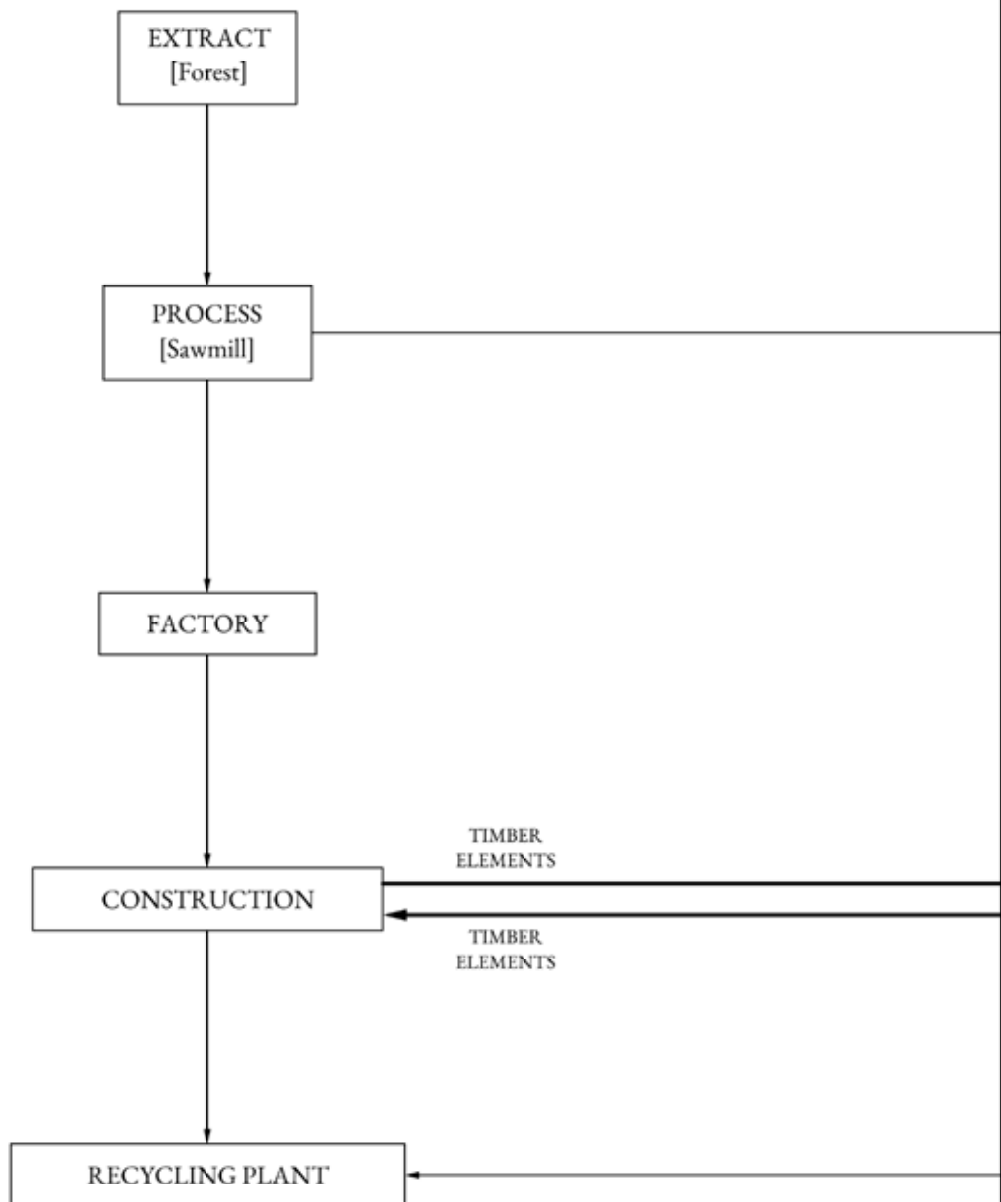 EXTRACT
[Forest]
PROCESS
[Sawmill]
FACTORY
TIMBER
ELEMENTS
CONSTRUCTION
TIMBER
ELEMENTS
RECYCLING PLANT